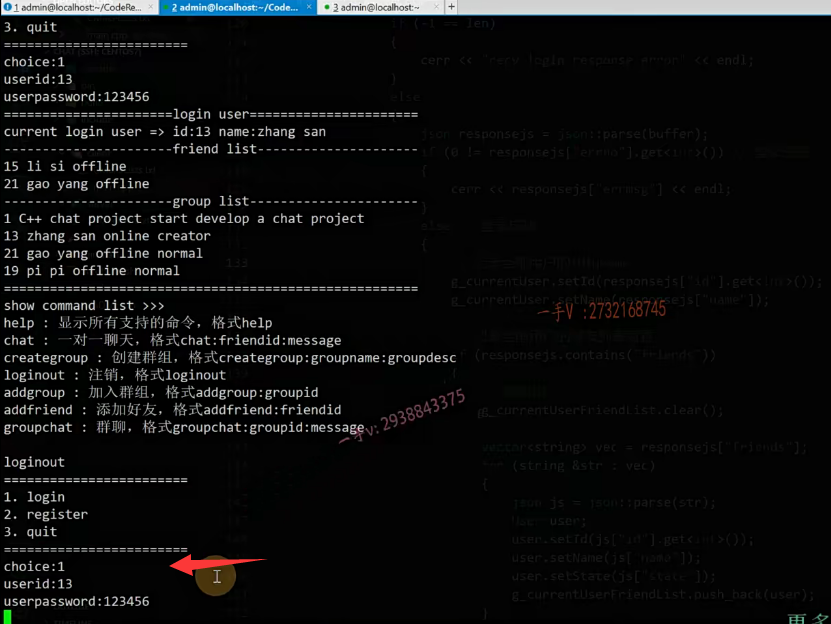 1 admin@localhost:~/CodeRe...
2 admin@localhost:~/Code...
3 admin@localhost:~
3. quit
========================
choice:1
userid:13
userpassword:123456
======================login user======================
current login user => id:13 name:zhang san
----------------------friend list---------------------
15 li si offline
21 gao yang offline
----------------------group list----------------------
1 C++ chat project start develop a chat project
13 zhang san online creator
21 gao yang offline normal
19 pi pi offline normal
======================================================
show command list >>>
help : 显示所有支持的命令，格式help
chat : 一对一聊天，格式chat:friendid:message
creategroup : 创建群组，格式creategroup:groupname:groupdesc
loginout : 注销，格式loginout
addgroup : 加入群组，格式addgroup:groupid
addfriend : 添加好友，格式addfriend:friendid
groupchat : 群聊，格式groupchat:groupid:message
loginout
========================
1. login
2. register
3. quit
========================
choice:1
userid:13
userpassword:123456
if (-1 == len)
{
cerr << "recv login response error" << endl;
}
else
json responsejs = json::parse(buffer);
if (0 != responsejs["errno"].get<int>())
{
cerr << responsejs["errmsg"] << endl;
}
else
{
g_currentUser.setId(responsejs["id"].get<int>());
g_currentUser.setName(responsejs["name"]);
(responsejs.contains("friends"))
{
g_currentUserFriendList.clear();
vector<string> vec = responsejs["friends"];
(string &str : vec)
{
json js = json::parse(str);
User user;
user.setId(js["id"].get<int>());
user.setName(js["name"]);
user.setState(js["state"]);
g_currentUserFriendList.push_back(user);
}
一手V :2732168745
一手v:2938843375
更多